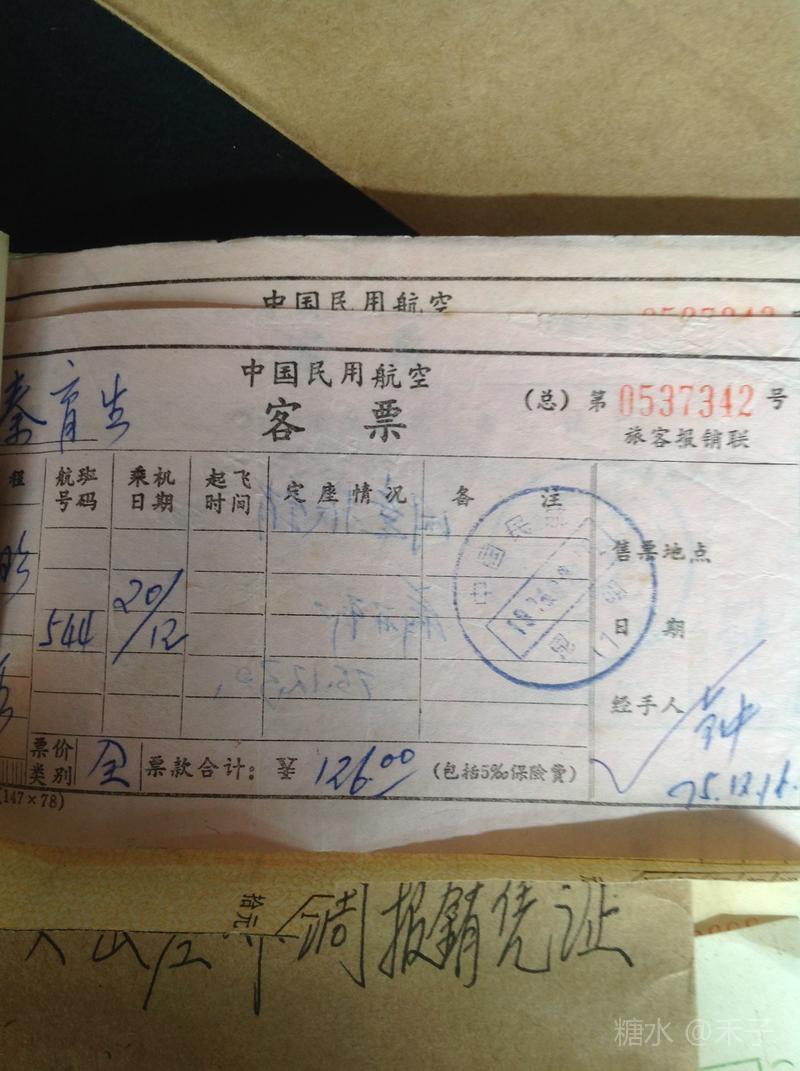 中国民用航空
中国民用航空
秦育生
客票
(总) 第 0537342 号
旅客报销联
程 航班号码 乘机日期 起飞时间 定座情况 备注
售票地点
544 20/12
日期
经手人
75.12.16.
票价类别 全 票款合计: ¥ 126.00 (包括5‰保险费)
(147×78)
拾元
报销凭证
糖水 @禾子